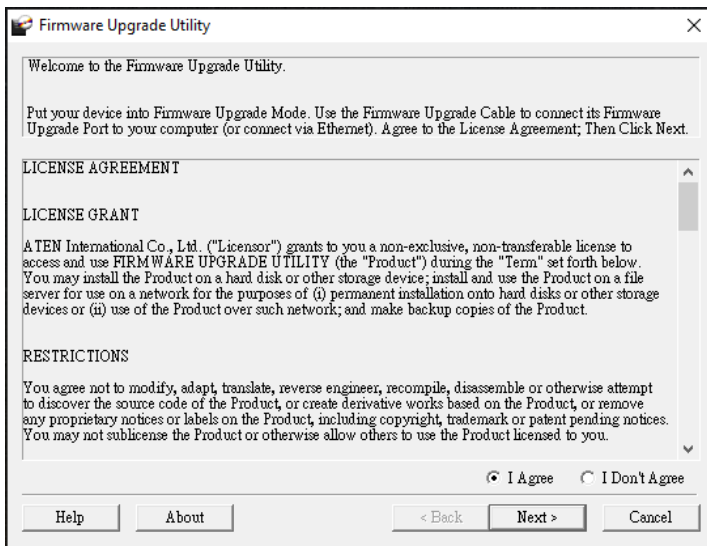 Firmware Upgrade Utility
Welcome to the Firmware Upgrade Utility.
Put your device into Firmware Upgrade Mode. Use the Firmware Upgrade Cable to connect its Firmware
Upgrade Port to your computer (or connect via Ethernet). Agree to the License Agreement; Then Click Next.
LICENSE AGREEMENT
LICENSE GRANT
ATEN International Co., Ltd. ("Licensor") grants to you a non-exclusive, non-transferable license to
access and use FIRMWARE UPGRADE UTILITY (the "Product") during the "Term" set forth below.
You may install the Product on a hard disk or other storage device; install and use the Product on a file
server for use on a network for the purposes of (i) permanent installation onto hard disks or other storage
devices or (ii) use of the Product over such network; and make backup copies of the Product.
RESTRICTIONS
You agree not to modify, adapt, translate, reverse engineer, recompile, disassemble or otherwise attempt
to discover the source code of the Product, or create derivative works based on the Product, or remove
any proprietary notices or labels on the Product, including copyright, trademark or patent pending notices.
You may not sublicense the Product or otherwise allow others to use the Product licensed to you.
I Agree I Don't Agree
Help About < Back Next > Cancel